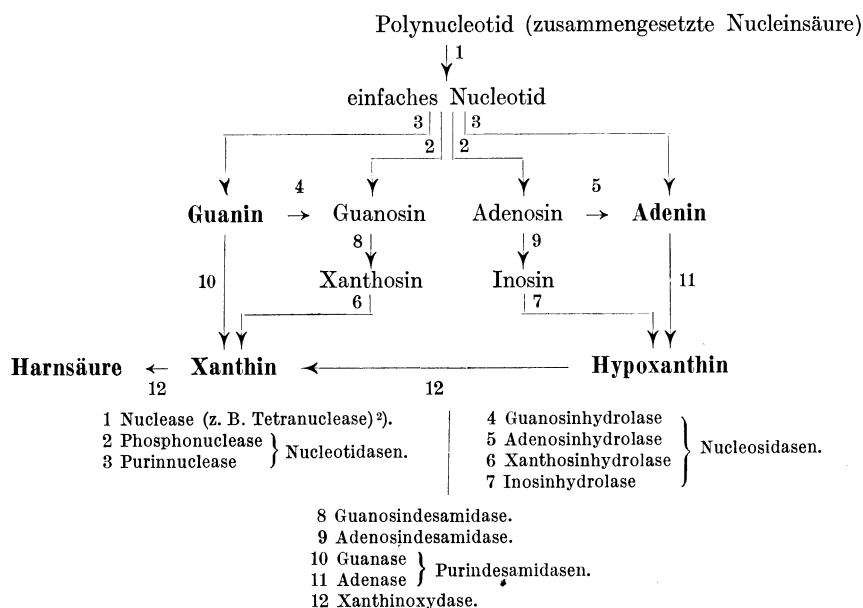 Polynucleotid (zusammengesetzte Nucleinsäure)
1
einfaches Nucleotid
3 3
2 2
4 5
Guanin → Guanosin Adenosin → Adenin
8 9
10 Xanthosin Inosin 11
6 7
Harnsäure ← Xanthin ← Hypoxanthin
12 12
1 Nuclease (z. B. Tetranuclease)²).
2 Phosphonuclease
3 Purinnuclease } Nucleotidasen.
4 Guanosinhydrolase
5 Adenosinhydrolase
6 Xanthosinhydrolase
7 Inosinhydrolase } Nucleosidasen.
8 Guanosindesamidase.
9 Adenosindesamidase.
10 Guanase
11 Adenase } Purindesamidasen.
12 Xanthinoxydase.